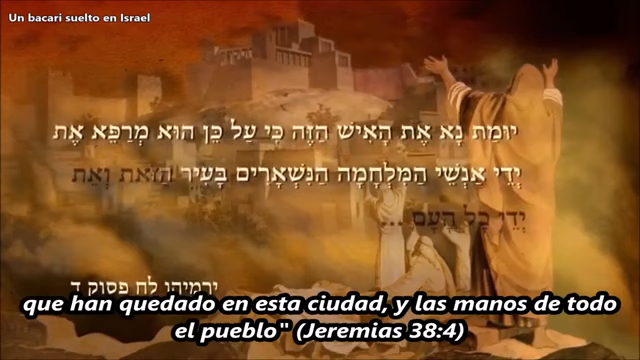 Un bacari suelto en Israel
יוּמַת נָא אֶת הָאִישׁ הַזֶּה כִּי עַל כֵּן הוּא מְרַפֵּא אֶת
יְדֵי אַנְשֵׁי הַמִּלְחָמָה הַנִּשְׁאָרִים בָּעִיר הַזֹּאת וְאֵת
יְדֵי כָל הָעָם ...
ירמיהו לח פסוק ד
que han quedado en esta ciudad, y las manos de todo
el pueblo" (Jeremias 38:4)